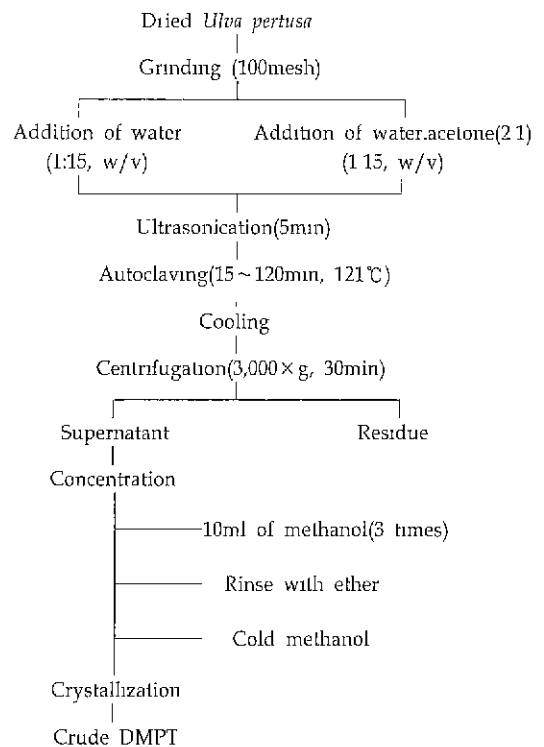 Dried Ulva pertusa
Grinding (100mesh)
Addition of water
(1:15, w/v)
Addition of water.acetone(2 1)
(1 15, w/v)
Ultrasonication(5min)
Autoclaving(15~120min, 121℃)
Cooling
Centrifugation(3,000×g, 30min)
Supernatant
Residue
Concentration
10ml of methanol(3 times)
Rinse with ether
Cold methanol
Crystallization
Crude DMPT